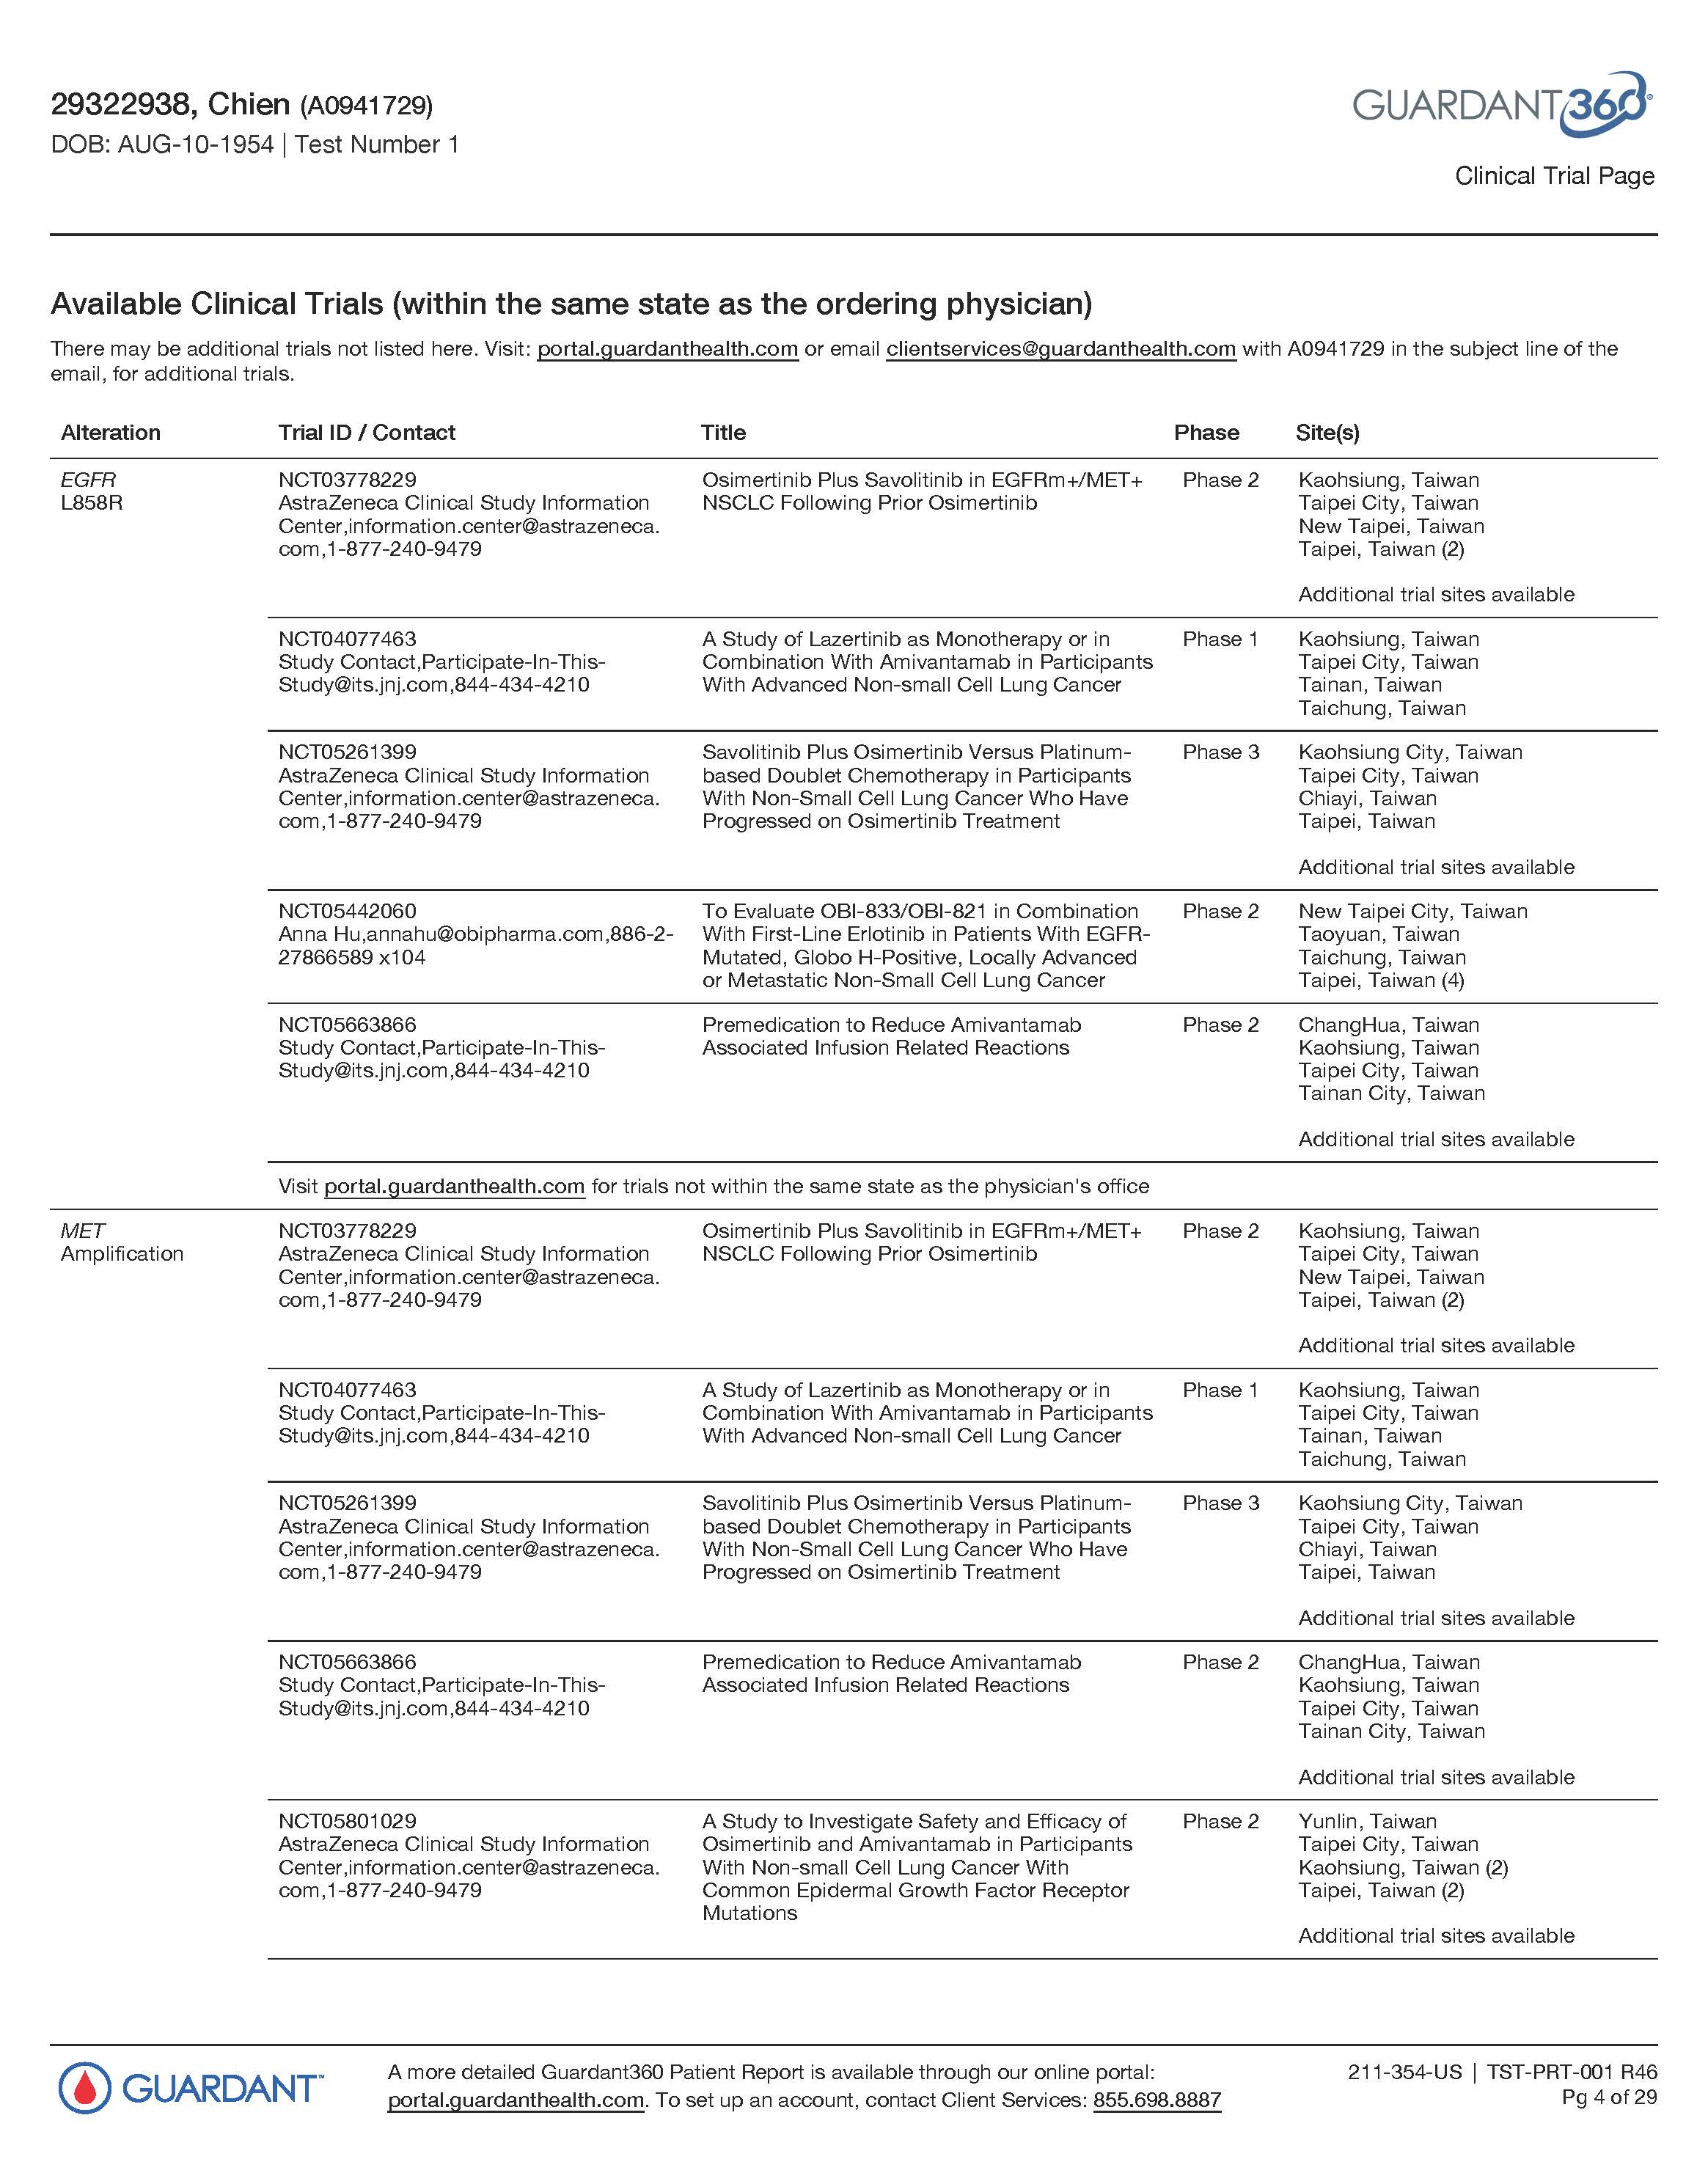 29322938, Chien (A0941729)
DOB: AUG-10-1954 | Test Number 1
GUARDANT360®
Clinical Trial Page
Available Clinical Trials (within the same state as the ordering physician)
There may be additional trials not listed here. Visit: portal.guardanthealth.com or email clientservices@guardanthealth.com with A0941729 in the subject line of the
email, for additional trials.
Alteration Trial ID / Contact Title Phase Site(s)
EGFR NCT03778229 Osimertinib Plus Savolitinib in EGFRm+/MET+ Phase 2 Kaohsiung, Taiwan
L858R AstraZeneca Clinical Study Information NSCLC Following Prior Osimertinib Taipei City, Taiwan
Center,information.center@astrazeneca. New Taipei, Taiwan
com,1-877-240-9479 Taipei, Taiwan (2)
Additional trial sites available
NCT04077463 A Study of Lazertinib as Monotherapy or in Phase 1 Kaohsiung, Taiwan
Study Contact,Participate-In-This- Combination With Amivantamab in Participants Taipei City, Taiwan
Study@its.jnj.com,844-434-4210 With Advanced Non-small Cell Lung Cancer Tainan, Taiwan
Taichung, Taiwan
NCT05261399 Savolitinib Plus Osimertinib Versus Platinum- Phase 3 Kaohsiung City, Taiwan
AstraZeneca Clinical Study Information based Doublet Chemotherapy in Participants Taipei City, Taiwan
Center,information.center@astrazeneca. With Non-Small Cell Lung Cancer Who Have Chiayi, Taiwan
com,1-877-240-9479 Progressed on Osimertinib Treatment Taipei, Taiwan
Additional trial sites available
NCT05442060 To Evaluate OBI-833/OBI-821 in Combination Phase 2 New Taipei City, Taiwan
Anna Hu,annahu@obipharma.com,886-2- With First-Line Erlotinib in Patients With EGFR- Taoyuan, Taiwan
27866589 x104 Mutated, Globo H-Positive, Locally Advanced Taichung, Taiwan
or Metastatic Non-Small Cell Lung Cancer Taipei, Taiwan (4)
NCT05663866 Premedication to Reduce Amivantamab Phase 2 ChangHua, Taiwan
Study Contact,Participate-In-This- Associated Infusion Related Reactions Kaohsiung, Taiwan
Study@its.jnj.com,844-434-4210 Taipei City, Taiwan
Tainan City, Taiwan
Additional trial sites available
Visit portal.guardanthealth.com for trials not within the same state as the physician's office
MET NCT03778229 Osimertinib Plus Savolitinib in EGFRm+/MET+ Phase 2 Kaohsiung, Taiwan
Amplification AstraZeneca Clinical Study Information NSCLC Following Prior Osimertinib Taipei City, Taiwan
Center,information.center@astrazeneca. New Taipei, Taiwan
com,1-877-240-9479 Taipei, Taiwan (2)
Additional trial sites available
NCT04077463 A Study of Lazertinib as Monotherapy or in Phase 1 Kaohsiung, Taiwan
Study Contact,Participate-In-This- Combination With Amivantamab in Participants Taipei City, Taiwan
Study@its.jnj.com,844-434-4210 With Advanced Non-small Cell Lung Cancer Tainan, Taiwan
Taichung, Taiwan
NCT05261399 Savolitinib Plus Osimertinib Versus Platinum- Phase 3 Kaohsiung City, Taiwan
AstraZeneca Clinical Study Information based Doublet Chemotherapy in Participants Taipei City, Taiwan
Center,information.center@astrazeneca. With Non-Small Cell Lung Cancer Who Have Chiayi, Taiwan
com,1-877-240-9479 Progressed on Osimertinib Treatment Taipei, Taiwan
Additional trial sites available
NCT05663866 Premedication to Reduce Amivantamab Phase 2 ChangHua, Taiwan
Study Contact,Participate-In-This- Associated Infusion Related Reactions Kaohsiung, Taiwan
Study@its.jnj.com,844-434-4210 Taipei City, Taiwan
Tainan City, Taiwan
Additional trial sites available
NCT05801029 A Study to Investigate Safety and Efficacy of Phase 2 Yunlin, Taiwan
AstraZeneca Clinical Study Information Osimertinib and Amivantamab in Participants Taipei City, Taiwan
Center,information.center@astrazeneca. With Non-small Cell Lung Cancer With Kaohsiung, Taiwan (2)
com,1-877-240-9479 Common Epidermal Growth Factor Receptor Taipei, Taiwan (2)
Mutations
Additional trial sites available
GUARDANT™
A more detailed Guardant360 Patient Report is available through our online portal:
portal.guardanthealth.com. To set up an account, contact Client Services: 855.698.8887
211-354-US | TST-PRT-001 R46
Pg 4 of 29